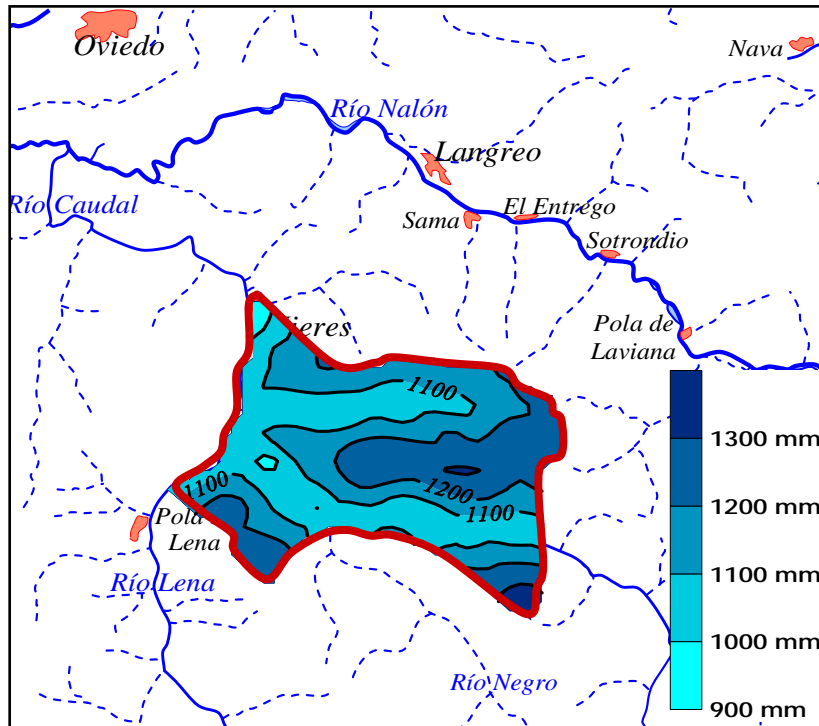 Oviedo
Nava
Río Nalón
Langreo
Río Caudal
Sama
El Entrego
Sotrondio
ieres
Pola de
Laviana
1100
1100
1200
1100
Pola
Lena
Río Lena
Río Negro
1300 mm
1200 mm
1100 mm
1000 mm
900 mm